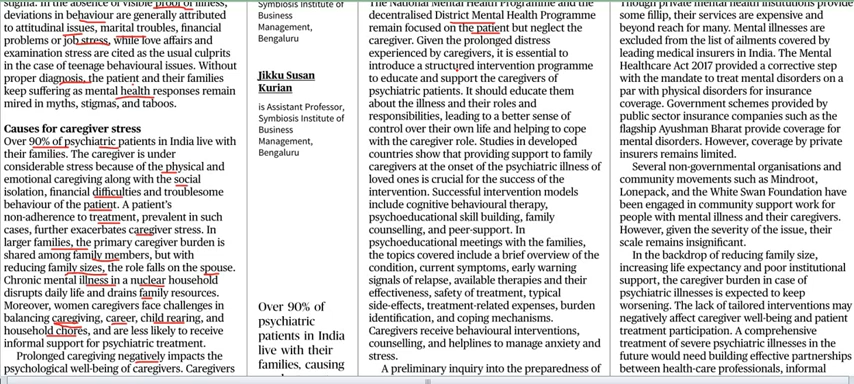 stigma. In the absence of visible proof of illness,
deviations in behaviour are generally attributed
to attitudinal issues, marital troubles, financial
problems or job stress, while love affairs and
examination stress are cited as the usual culprits
in the case of teenage behavioural issues. Without
proper diagnosis, the patient and their families
keep suffering as mental health responses remain
mired in myths, stigmas, and taboos.
Causes for caregiver stress
Over 90% of psychiatric patients in India live with
their families. The caregiver is under
considerable stress because of the physical and
emotional caregiving along with the social
isolation, financial difficulties and troublesome
behaviour of the patient. A patient’s
non-adherence to treatment, prevalent in such
cases, further exacerbates caregiver stress. In
larger families, the primary caregiver burden is
shared among family members, but with
reducing family sizes, the role falls on the spouse.
Chronic mental illness in a nuclear household
disrupts daily life and drains family resources.
Moreover, women caregivers face challenges in
balancing caregiving, career, child rearing, and
household chores, and are less likely to receive
informal support for psychiatric treatment.
Prolonged caregiving negatively impacts the
psychological well-being of caregivers. Caregivers
Symbiosis Institute of
Business
Management,
Bengaluru
Jikku Susan
Kurian
is Assistant Professor,
Symbiosis Institute of
Business
Management,
Bengaluru
Over 90% of
psychiatric
patients in India
live with their
families, causing
The National Mental Health Programme and the
decentralised District Mental Health Programme
remain focused on the patient but neglect the
caregiver. Given the prolonged distress
experienced by caregivers, it is essential to
introduce a structured intervention programme
to educate and support the caregivers of
psychiatric patients. It should educate them
about the illness and their roles and
responsibilities, leading to a better sense of
control over their own life and helping to cope
with the caregiver role. Studies in developed
countries show that providing support to family
caregivers at the onset of the psychiatric illness of
loved ones is crucial for the success of the
intervention. Successful intervention models
include cognitive behavioural therapy,
psychoeducational skill building, family
counselling, and peer-support. In
psychoeducational meetings with the families,
the topics covered include a brief overview of the
condition, current symptoms, early warning
signals of relapse, available therapies and their
effectiveness, safety of treatment, typical
side-effects, treatment-related expenses, burden
identification, and coping mechanisms.
Caregivers receive behavioural interventions,
counselling, and helplines to manage anxiety and
stress.
A preliminary inquiry into the preparedness of
Though private mental health institutions provide
some fillip, their services are expensive and
beyond reach for many. Mental illnesses are
excluded from the list of ailments covered by
leading medical insurers in India. The Mental
Healthcare Act 2017 provided a corrective step
with the mandate to treat mental disorders on a
par with physical disorders for insurance
coverage. Government schemes provided by
public sector insurance companies such as the
flagship Ayushman Bharat provide coverage for
mental disorders. However, coverage by private
insurers remains limited.
Several non-governmental organisations and
community movements such as Mindroot,
Lonepack, and the White Swan Foundation have
been engaged in community support work for
people with mental illness and their caregivers.
However, given the severity of the issue, their
scale remains insignificant.
In the backdrop of reducing family size,
increasing life expectancy and poor institutional
support, the caregiver burden in case of
psychiatric illnesses is expected to keep
worsening. The lack of tailored interventions may
negatively affect caregiver well-being and patient
treatment participation. A comprehensive
treatment of severe psychiatric illnesses in the
future would need building effective partnerships
between health-care professionals, informal